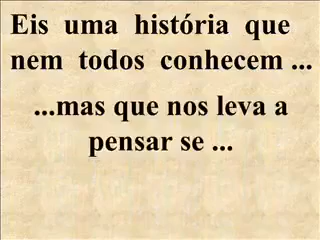 Eis uma história que
nem todos conhecem ...
...mas que nos leva a
pensar se ...